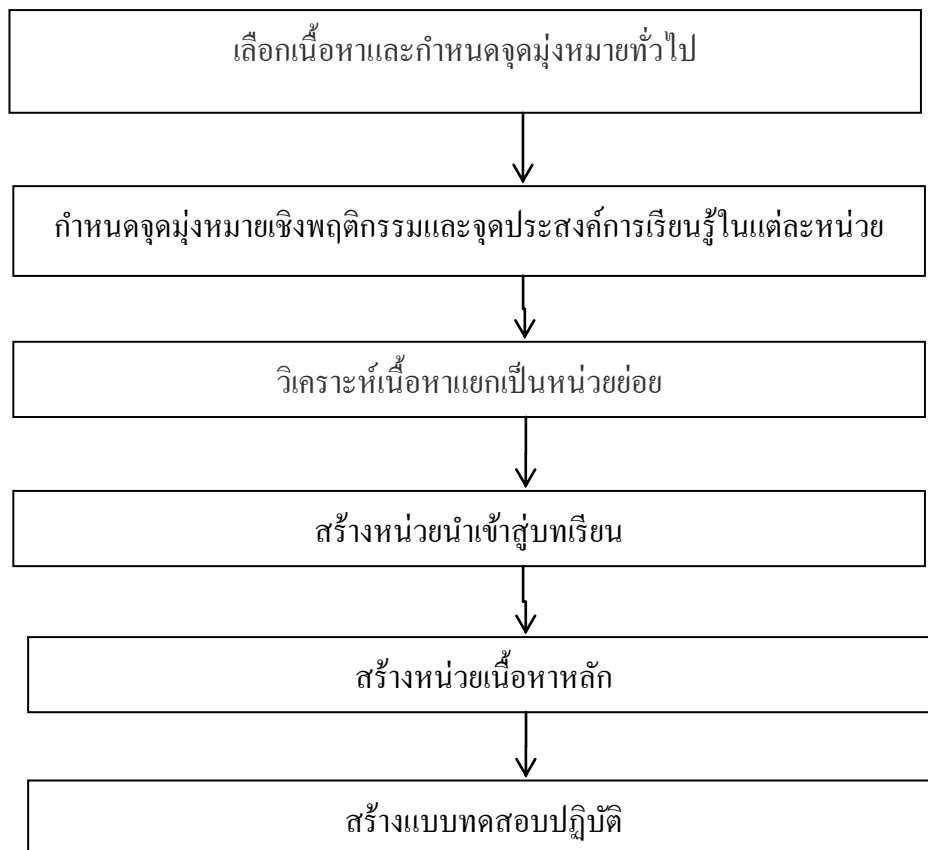 เลือกเนื้อหาและกำหนดจุดมุ่งหมายทั่วไป
กำหนดจุดมุ่งหมายเชิงพฤติกรรมและจุดประสงค์การเรียนรู้ในแต่ละหน่วย
วิเคราะห์เนื้อหาแยกเป็นหน่วยย่อย
สร้างหน่วยนำเข้าสู่บทเรียน
สร้างหน่วยเนื้อหาหลัก
สร้างแบบทดสอบปฏิบัติ